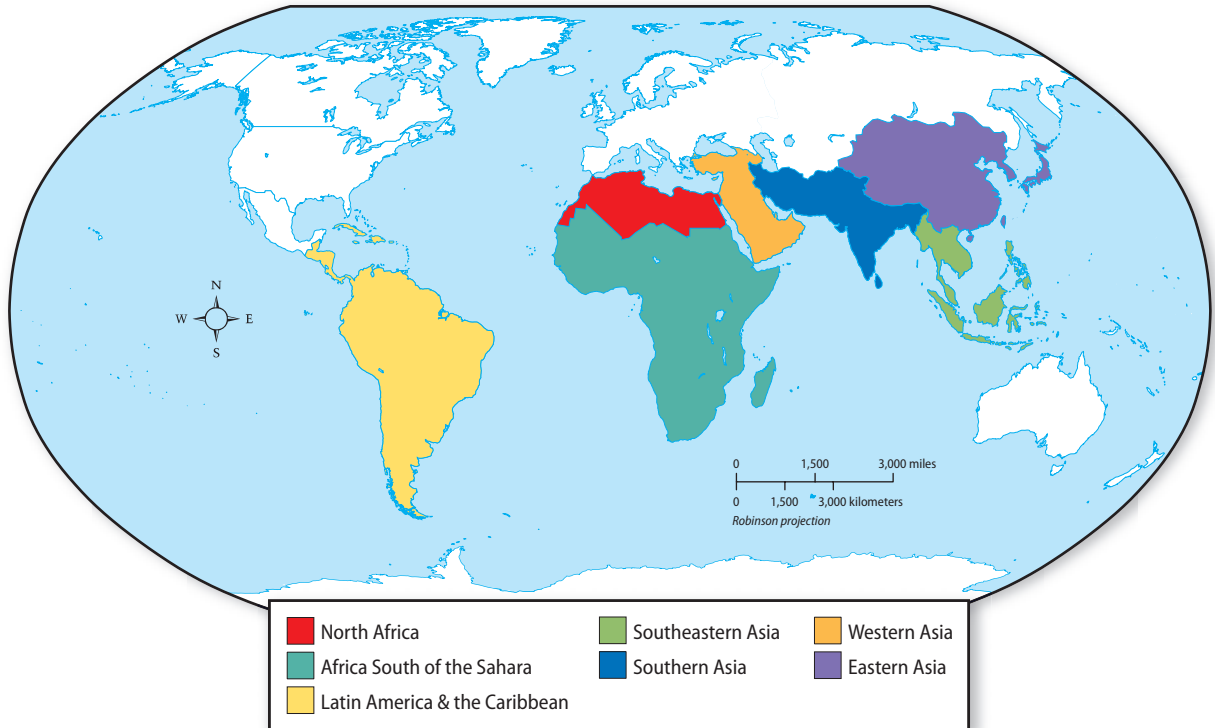 N
W E
S
0 1,500 3,000 miles
0 1,500 3,000 kilometers
Robinson projection
North Africa
Africa South of the Sahara
Latin America & the Caribbean
Southeastern Asia
Southern Asia
Western Asia
Eastern Asia